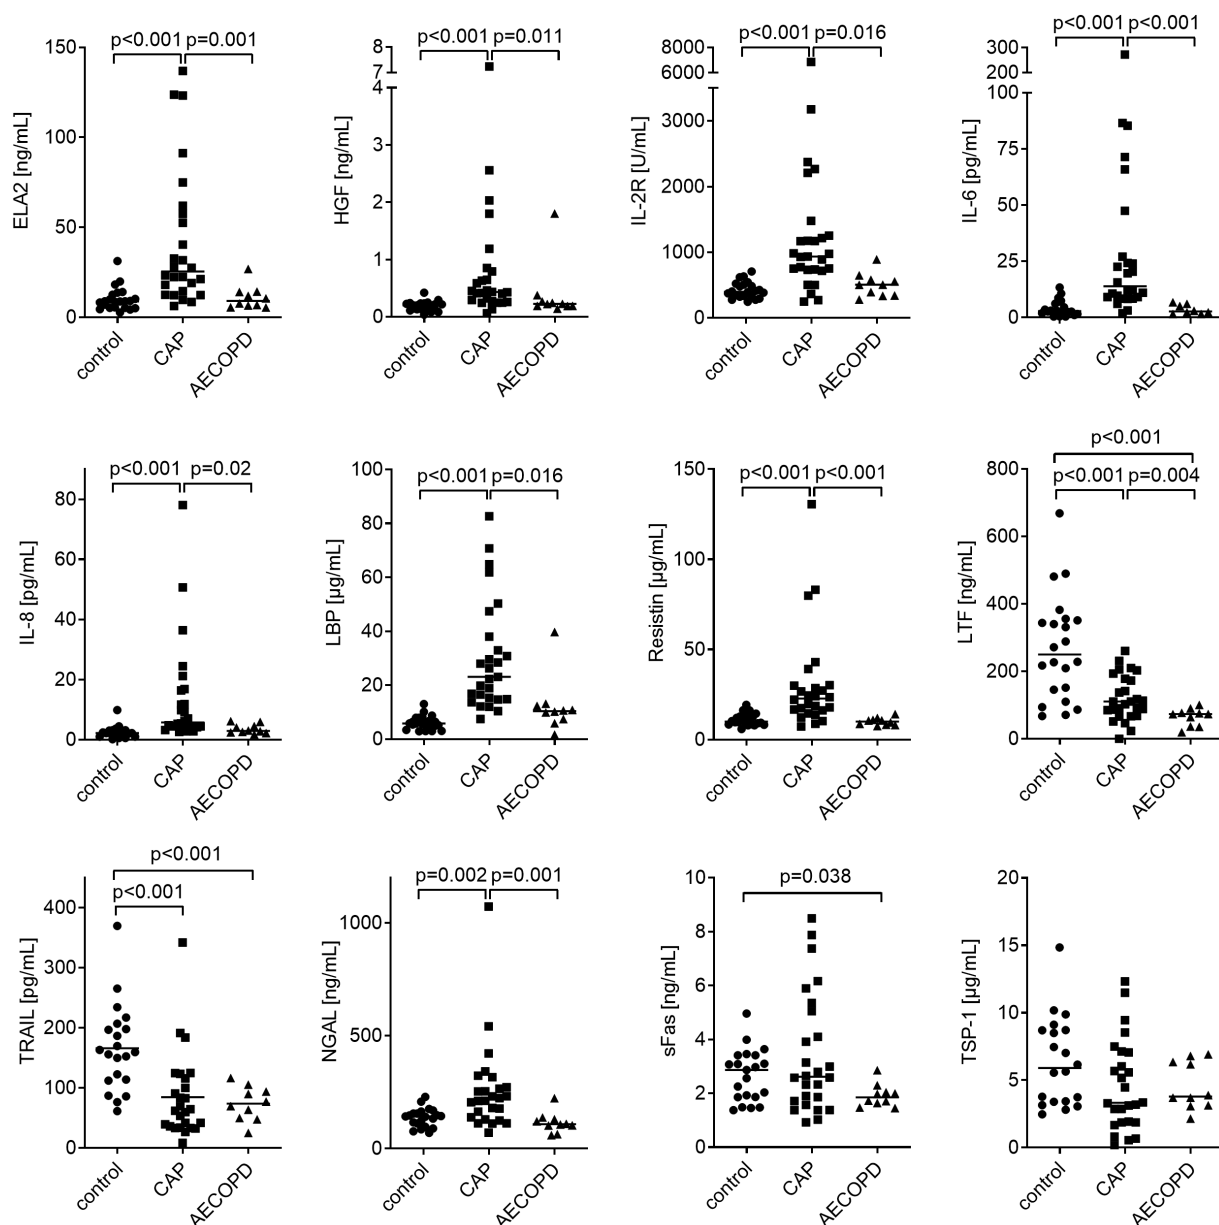 p<0.001 p=0.001
ELA2 [ng/mL]
150
100
50
0
control CAP AECOPD
p<0.001 p=0.011
HGF [ng/mL]
8
7
4
3
2
1
0
control CAP AECOPD
p<0.001 p=0.016
IL-2R [U/mL]
8000
6000
3000
2000
1000
0
control CAP AECOPD
p<0.001 p<0.001
IL-6 [pg/mL]
300
200
100
75
50
25
0
control CAP AECOPD
p<0.001 p=0.02
IL-8 [pg/mL]
80
60
40
20
0
control CAP AECOPD
p<0.001 p=0.016
LBP [µg/mL]
100
80
60
40
20
0
control CAP AECOPD
p<0.001 p<0.001
Resistin [µg/mL]
150
100
50
0
control CAP AECOPD
p<0.001
p<0.001 p=0.004
LTF [ng/mL]
800
600
400
200
0
control CAP AECOPD
p<0.001
p<0.001
TRAIL [pg/mL]
400
300
200
100
0
control CAP AECOPD
p=0.002 p=0.001
NGAL [ng/mL]
1000
500
0
control CAP AECOPD
p=0.038
sFas [ng/mL]
10
8
6
4
2
0
control CAP AECOPD
TSP-1 [µg/mL]
20
15
10
5
0
control CAP AECOPD